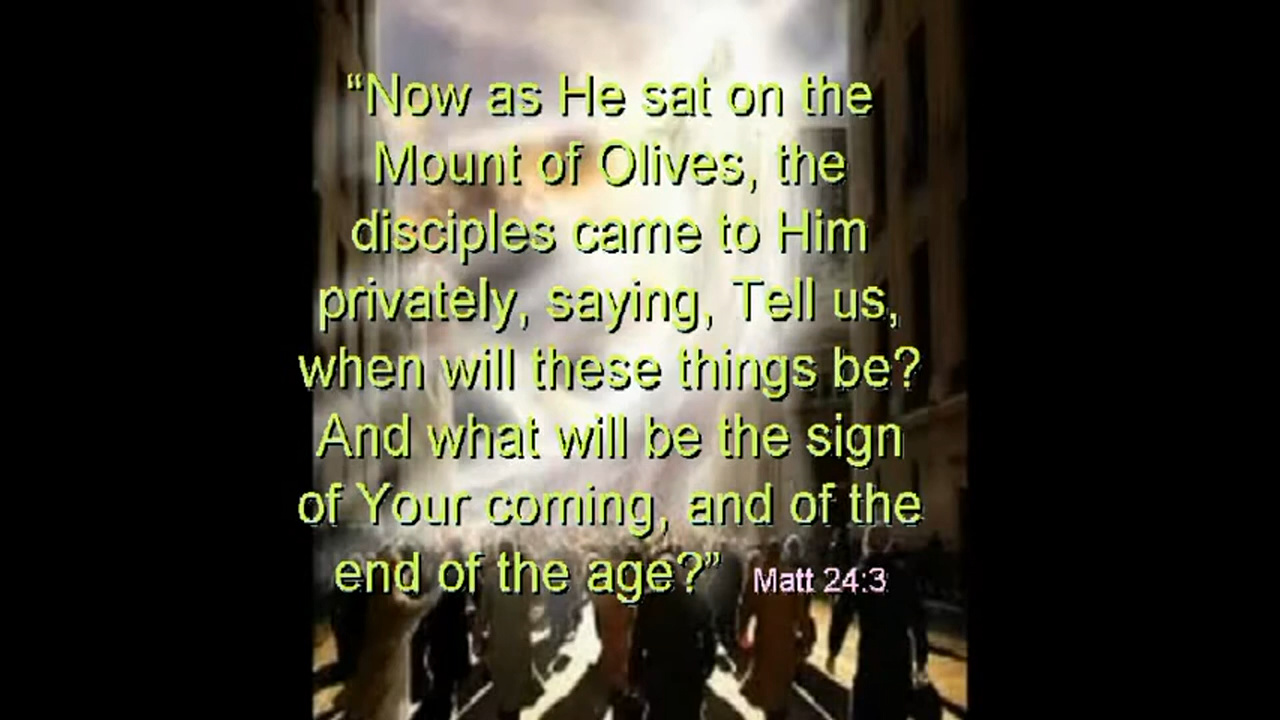 “Now as He sat on the
Mount of Olives, the
disciples came to Him
privately, saying, Tell us,
when will these things be?
And what will be the sign
of Your coming, and of the
end of the age?” Matt 24:3